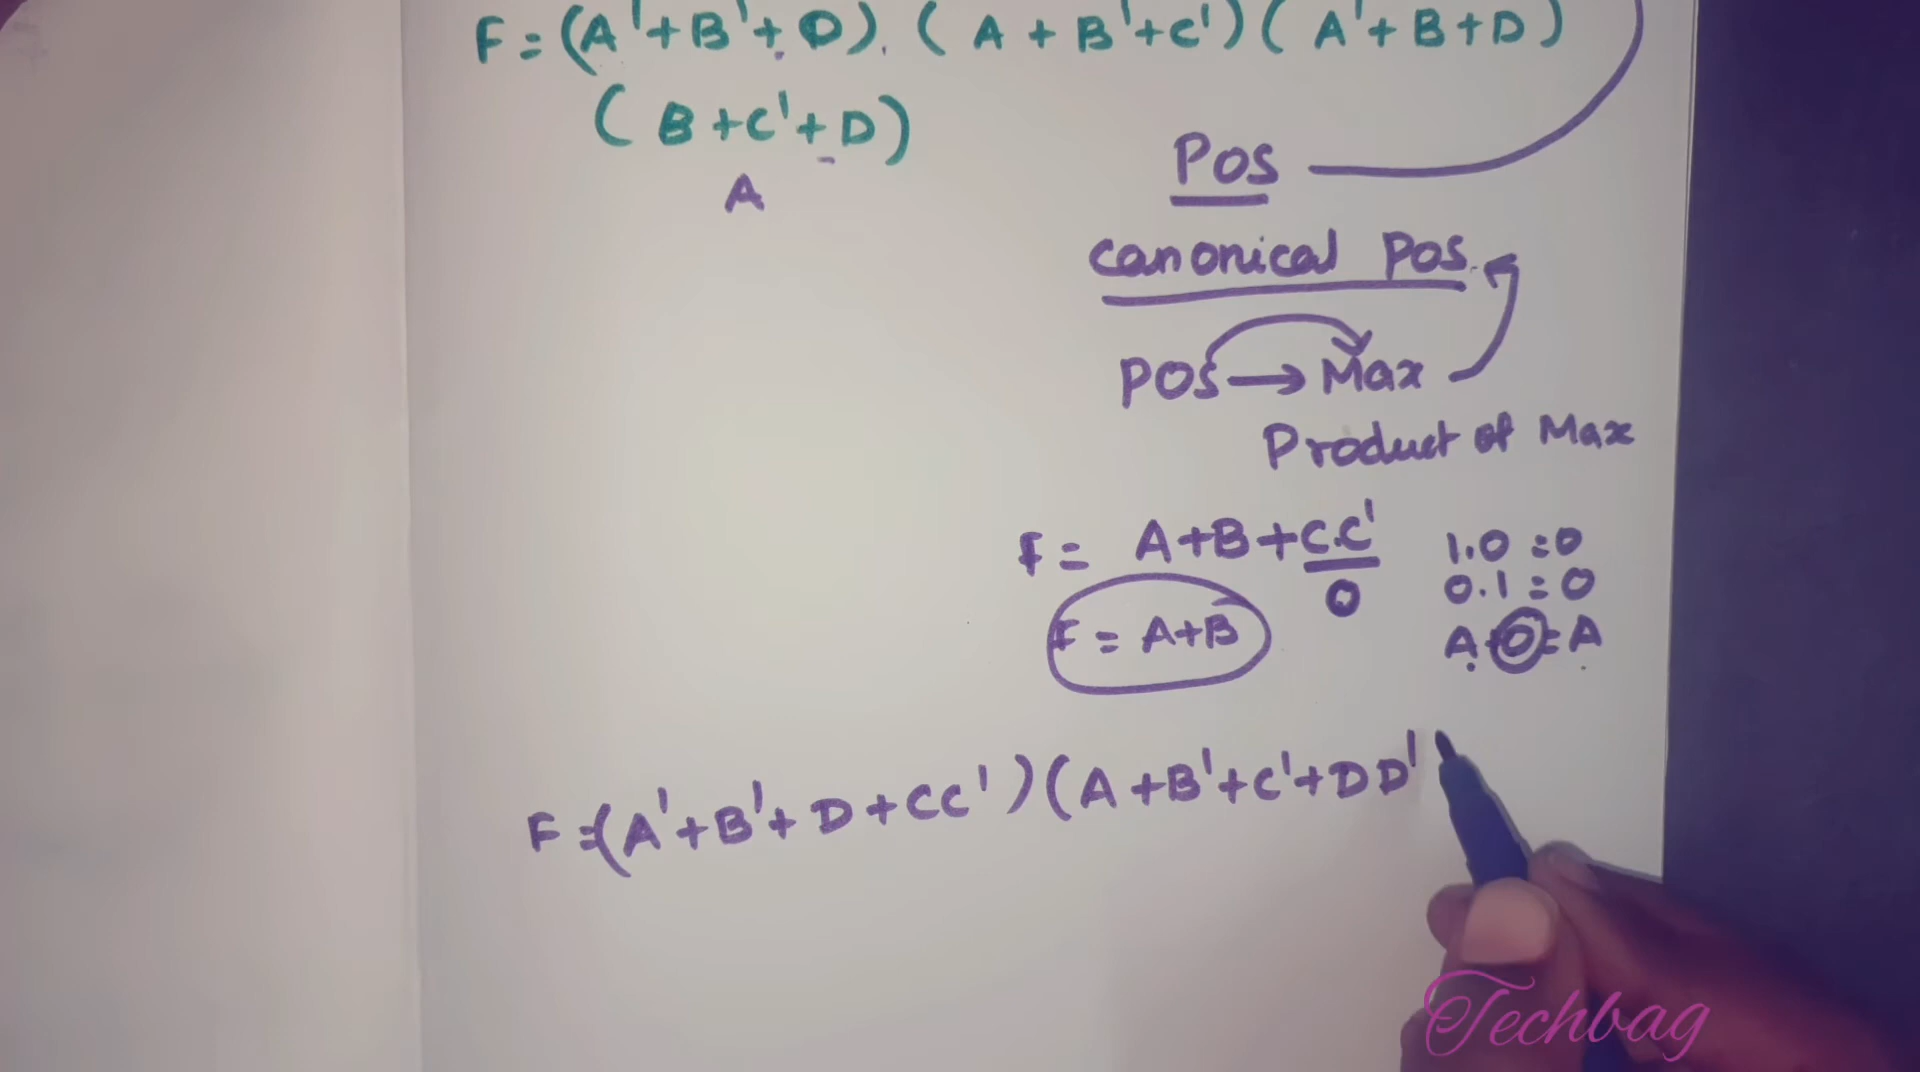 F = (A'+B'+D).(A+B'+C')(A'+B+D)
(B+C'+D)
A
POS
canonical POS
POS → Max
Product of Max
F = A+B+C.C'
0
F = A+B
1.0 = 0
0.1 = 0
A+0=A
F=(A'+B'+D+CC')(A+B'+C'+DD'
Techbag